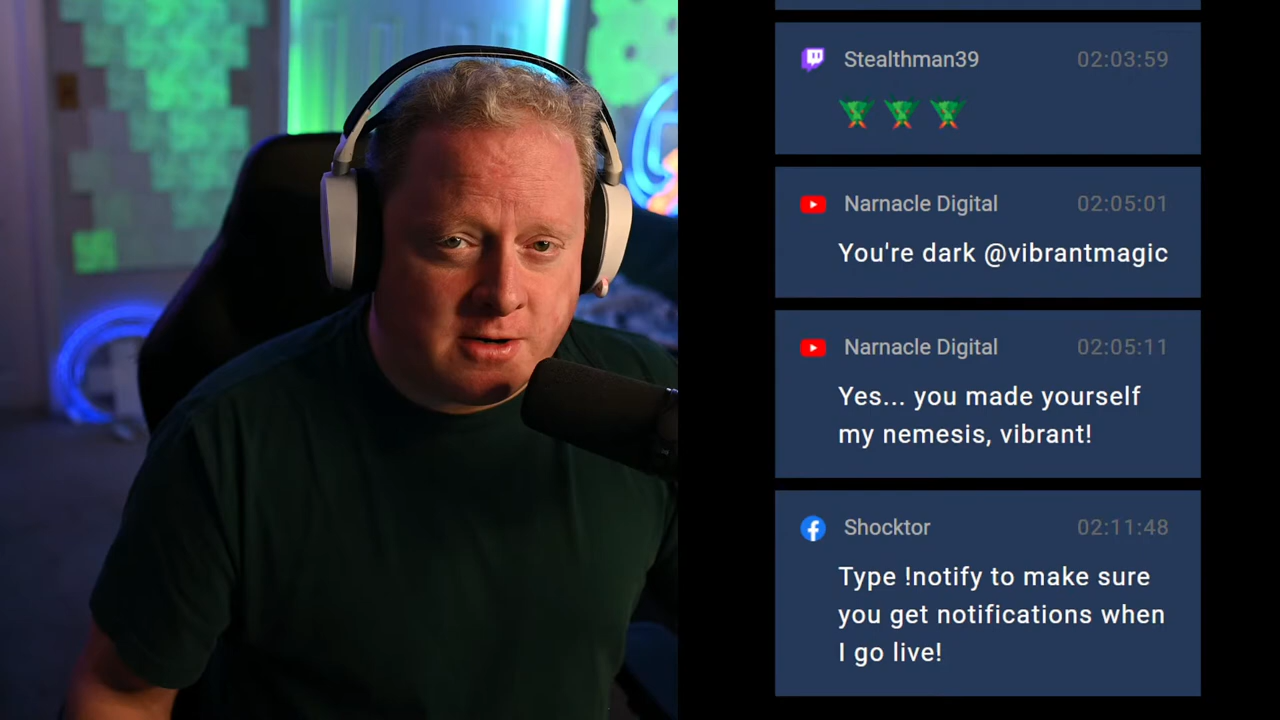 Stealthman39 02:03:59
Narnacle Digital 02:05:01
You're dark @vibrantmagic
Narnacle Digital 02:05:11
Yes... you made yourself
my nemesis, vibrant!
Shocktor 02:11:48
Type !notify to make sure
you get notifications when
I go live!